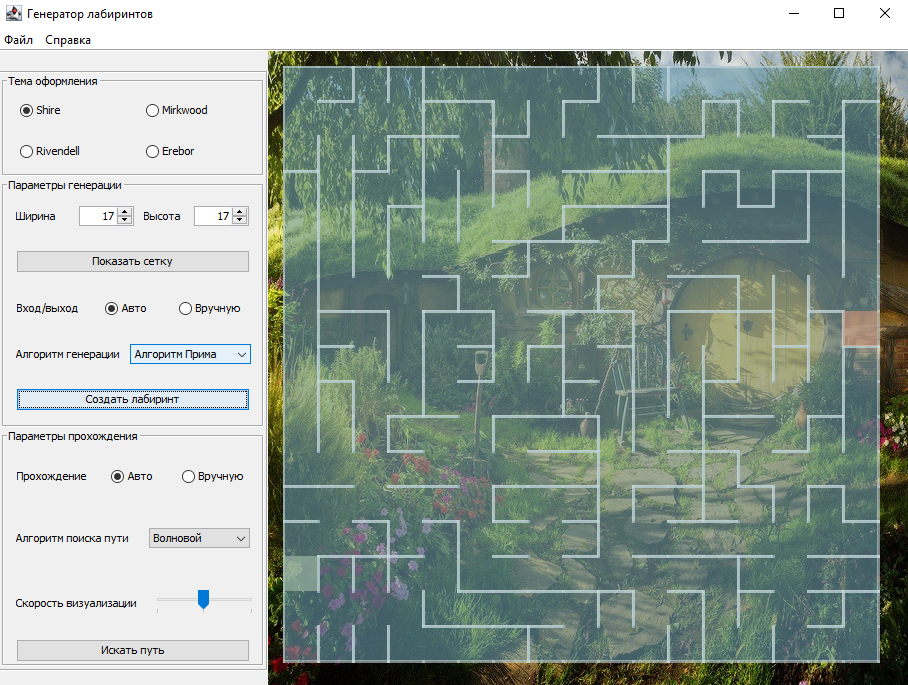 Генератор лабиринтов
Файл Справка
Тема оформления
Shire Mirkwood
Rivendell Erebor
Параметры генерации
Ширина 17 Высота 17
Показать сетку
Вход/выход Авто Вручную
Алгоритм генерации Алгоритм Прима
Создать лабиринт
Параметры прохождения
Прохождение Авто Вручную
Алгоритм поиска пути Волновой
Скорость визуализации
Искать путь